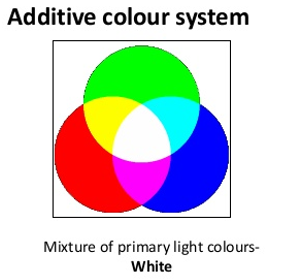 Additive colour system
Mixture of primary light colours-
White